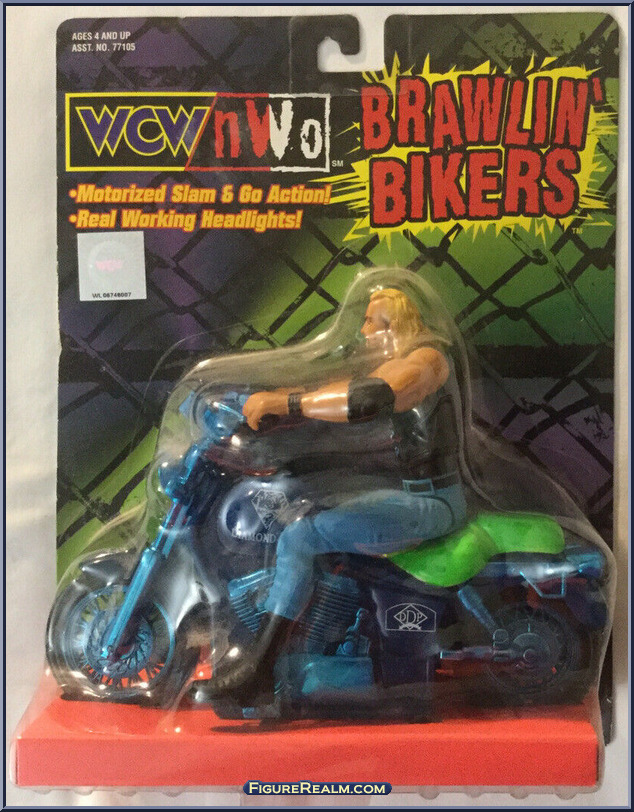 AGES 4 AND UP
ASST. NO. 77105
WCW/nWo
SM
BRAWLIN'
BIKERS
TM
•Motorized Slam & Go Action!
•Real Working Headlights!
WCW
DIAMOND
DDP
FIGUREREALM.COM